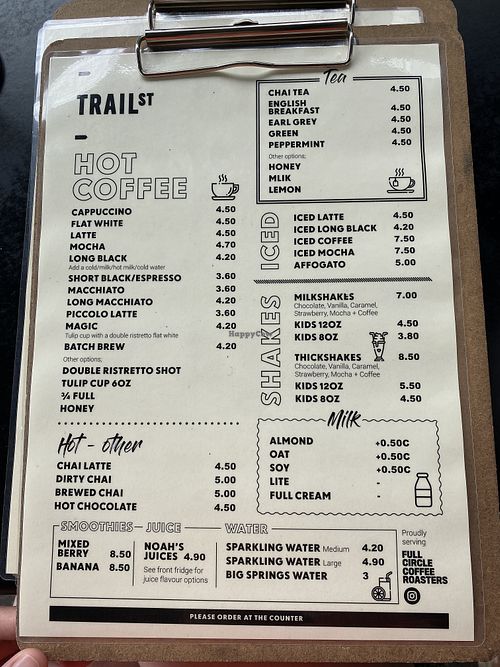 TRAIL ST
HOT
COFFEE
CAPPUCCINO 4.50
FLAT WHITE 4.50
LATTE 4.50
MOCHA 4.70
LONG BLACK 4.20
Add a cold/milk/hot milk/cold water
SHORT BLACK/ESPRESSO 3.60
MACCHIATO 3.60
LONG MACCHIATO 4.20
PICCOLO LATTE 3.60
MAGIC 4.20
Tulip cup with a double ristretto flat white
BATCH BREW 4.20
Other options;
DOUBLE RISTRETTO SHOT
TULIP CUP 6OZ
¾ FULL
HONEY
Hot - other
CHAI LATTE 4.50
DIRTY CHAI 5.00
BREWED CHAI 5.00
HOT CHOCOLATE 4.50
Tea
CHAI TEA 4.50
ENGLISH
BREAKFAST 4.50
EARL GREY 4.50
GREEN 4.50
PEPPERMINT 4.50
Other options;
HONEY
MLIK
LEMON
ICED
ICED LATTE 4.50
ICED LONG BLACK 4.20
ICED COFFEE 7.50
ICED MOCHA 7.50
AFFOGATO 5.00
SHAKES
MILKSHAKES 7.00
Chocolate, Vanilla, Caramel,
Strawberry, Mocha + Coffee
KIDS 12OZ 4.50
KIDS 8OZ 3.80
THICKSHAKES 8.50
Chocolate, Vanilla, Caramel,
Strawberry, Mocha + Coffee
KIDS 12OZ 5.50
KIDS 8OZ 4.50
Milk
ALMOND +0.50C
OAT +0.50C
SOY +0.50C
LITE -
FULL CREAM -
SMOOTHIES
MIXED
BERRY 8.50
BANANA 8.50
JUICE
NOAH'S
JUICES 4.90
See front fridge for
juice flavour options
WATER
SPARKLING WATER Medium 4.20
SPARKLING WATER Large 4.90
BIG SPRINGS WATER 3
Proudly
serving
FULL
CIRCLE
COFFEE
ROASTERS
PLEASE ORDER AT THE COUNTER
HappyCow